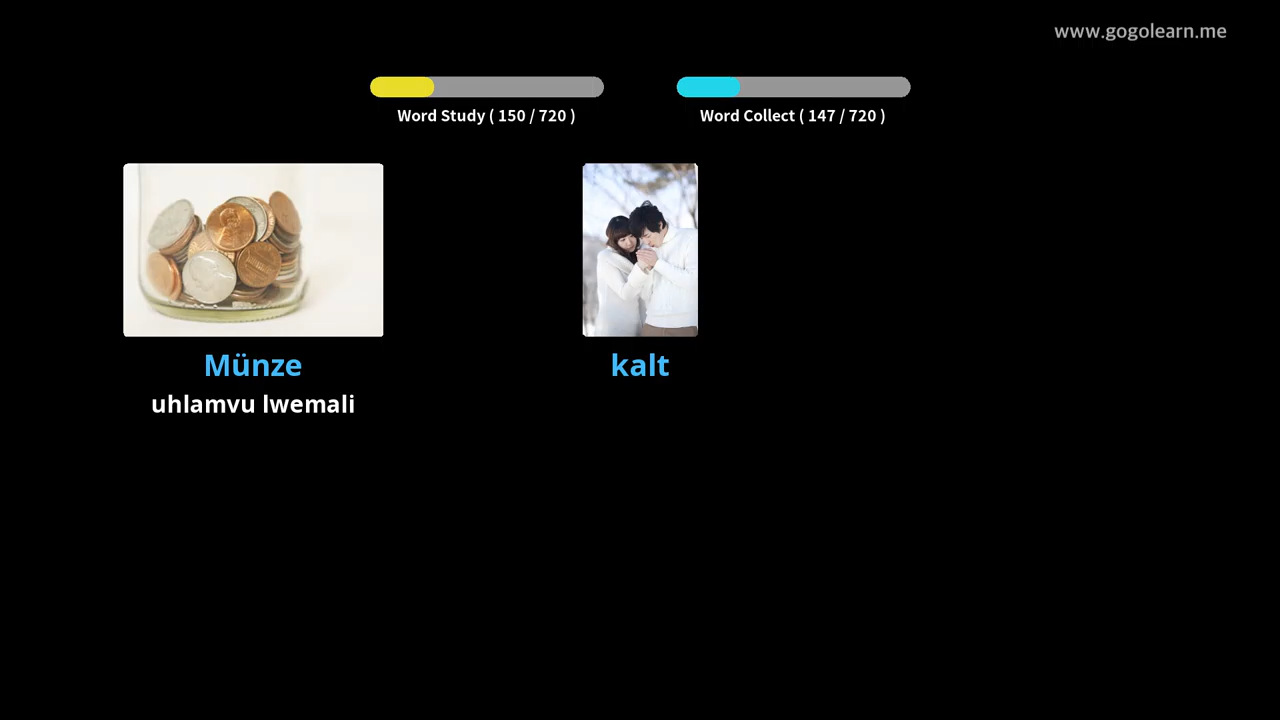 www.gogolearn.me
Word Study ( 150 / 720 )
Word Collect ( 147 / 720 )
Münze
kalt
uhlamvu lwemali